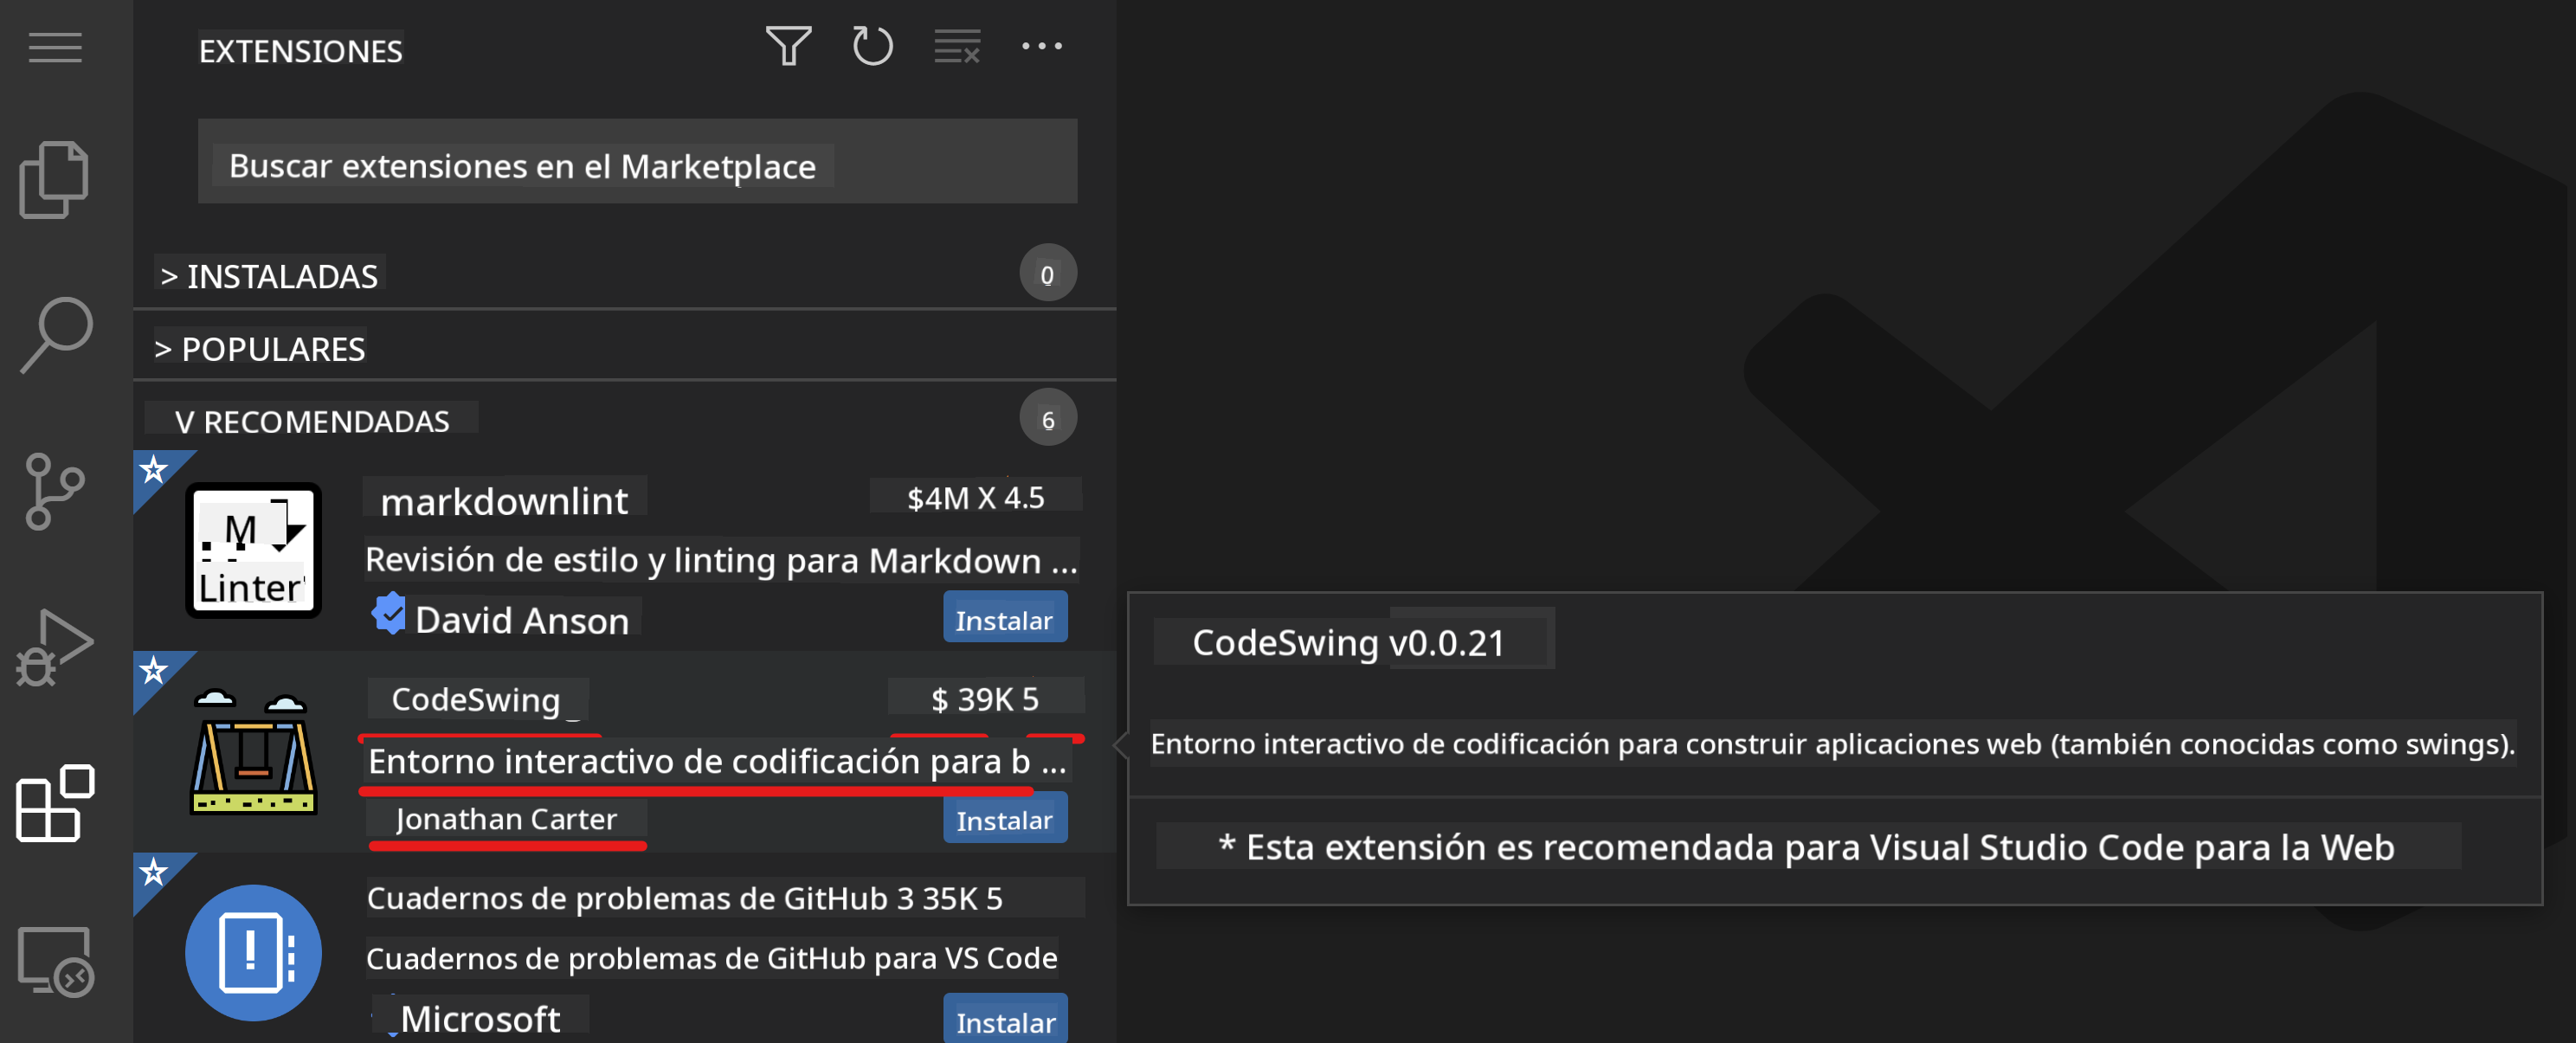 EXTENSIONES
Buscar extensiones en el Marketplace
> INSTALADAS 0
> POPULARES
V RECOMENDADAS 6
M
Linter
markdownlint $4M X 4.5
Revisión de estilo y linting para Markdown ...
David Anson Instalar
CodeSwing $ 39K 5
Entorno interactivo de codificación para b ...
Jonathan Carter Instalar
Cuadernos de problemas de GitHub 3 35K 5
Cuadernos de problemas de GitHub para VS Code
Microsoft Instalar
CodeSwing v0.0.21
Entorno interactivo de codificación para construir aplicaciones web (también conocidas como swings).
* Esta extensión es recomendada para Visual Studio Code para la Web